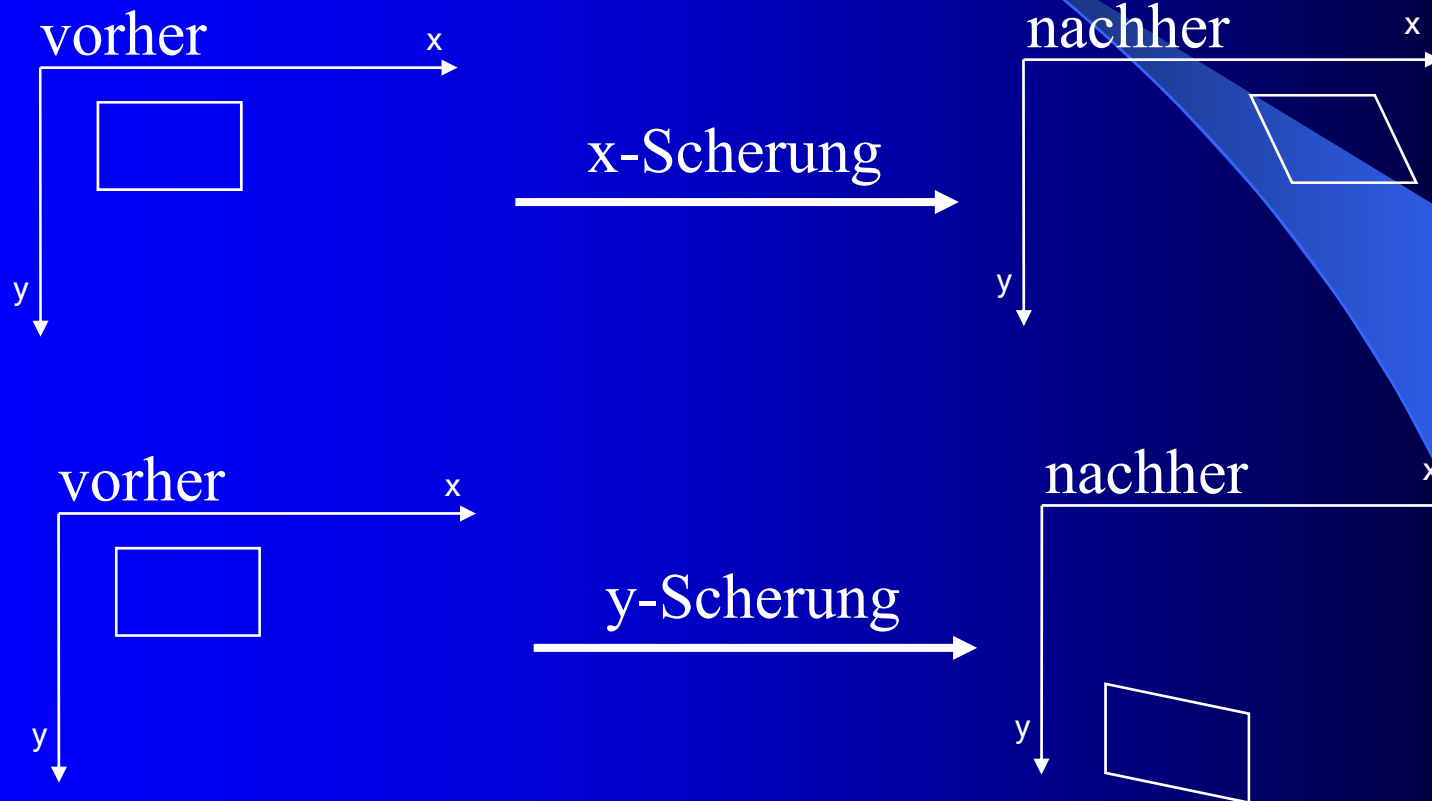 vorher
x
nachher
x
x-Scherung
y
y
vorher
x
nachher
x
y-Scherung
y
y